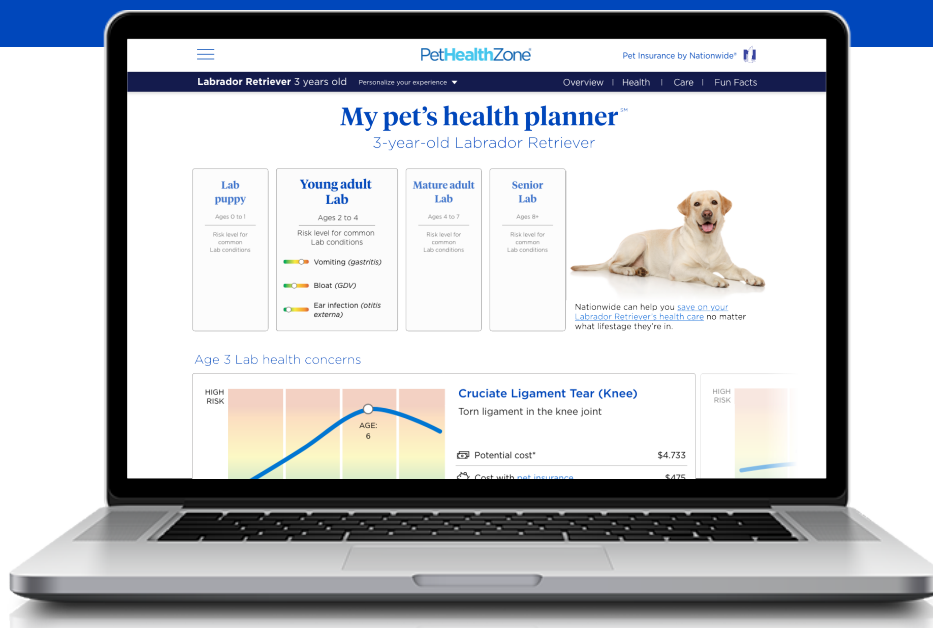 PetHealthZone®
Pet Insurance by Nationwide®
Labrador Retriever 3 years old Personalize your experience
Overview | Health | Care | Fun Facts
My pet's health planner℠
3-year-old Labrador Retriever
Lab
puppy
Ages 0 to 1
Risk level for
common
Lab conditions
Young adult
Lab
Ages 2 to 4
Risk level for common
Lab conditions
Vomiting (gastritis)
Bloat (GDV)
Ear infection (otitis
externa)
Mature adult
Lab
Ages 4 to 7
Risk level for
common
Lab conditions
Senior
Lab
Ages 8+
Risk level for
common
Lab conditions
Nationwide can help you save on your
Labrador Retriever's health care no matter
what lifestage they're in.
Age 3 Lab health concerns
HIGH
RISK
AGE:
6
Cruciate Ligament Tear (Knee)
Torn ligament in the knee joint
Potential cost* $4.733
Cost with pet insurance $475
HIGH
RISK